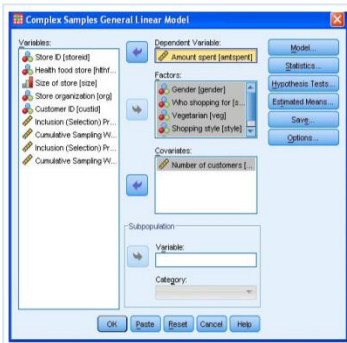 Complex Samples General Linear Model
Variables:
Store ID [storeid]
Health food store [hlthf...
Size of store [size]
Store organization [org]
Customer ID [custid]
Inclusion (Selection) Pr...
Cumulative Sampling W...
Inclusion (Selection) Pr...
Cumulative Sampling W...
Cumulative Sampling W...
Dependent Variable:
Amount spent [amtspent]
Factors:
Gender [gender]
Who shopping for [s...
Vegetarian [veg]
Shopping style [style]
Covariates:
Number of customers [...
Subpopulation
Variable:
Category:
Model...
Statistics...
Hypothesis Tests...
Estimated Means...
Save...
Options...
OK Paste Reset Cancel Help